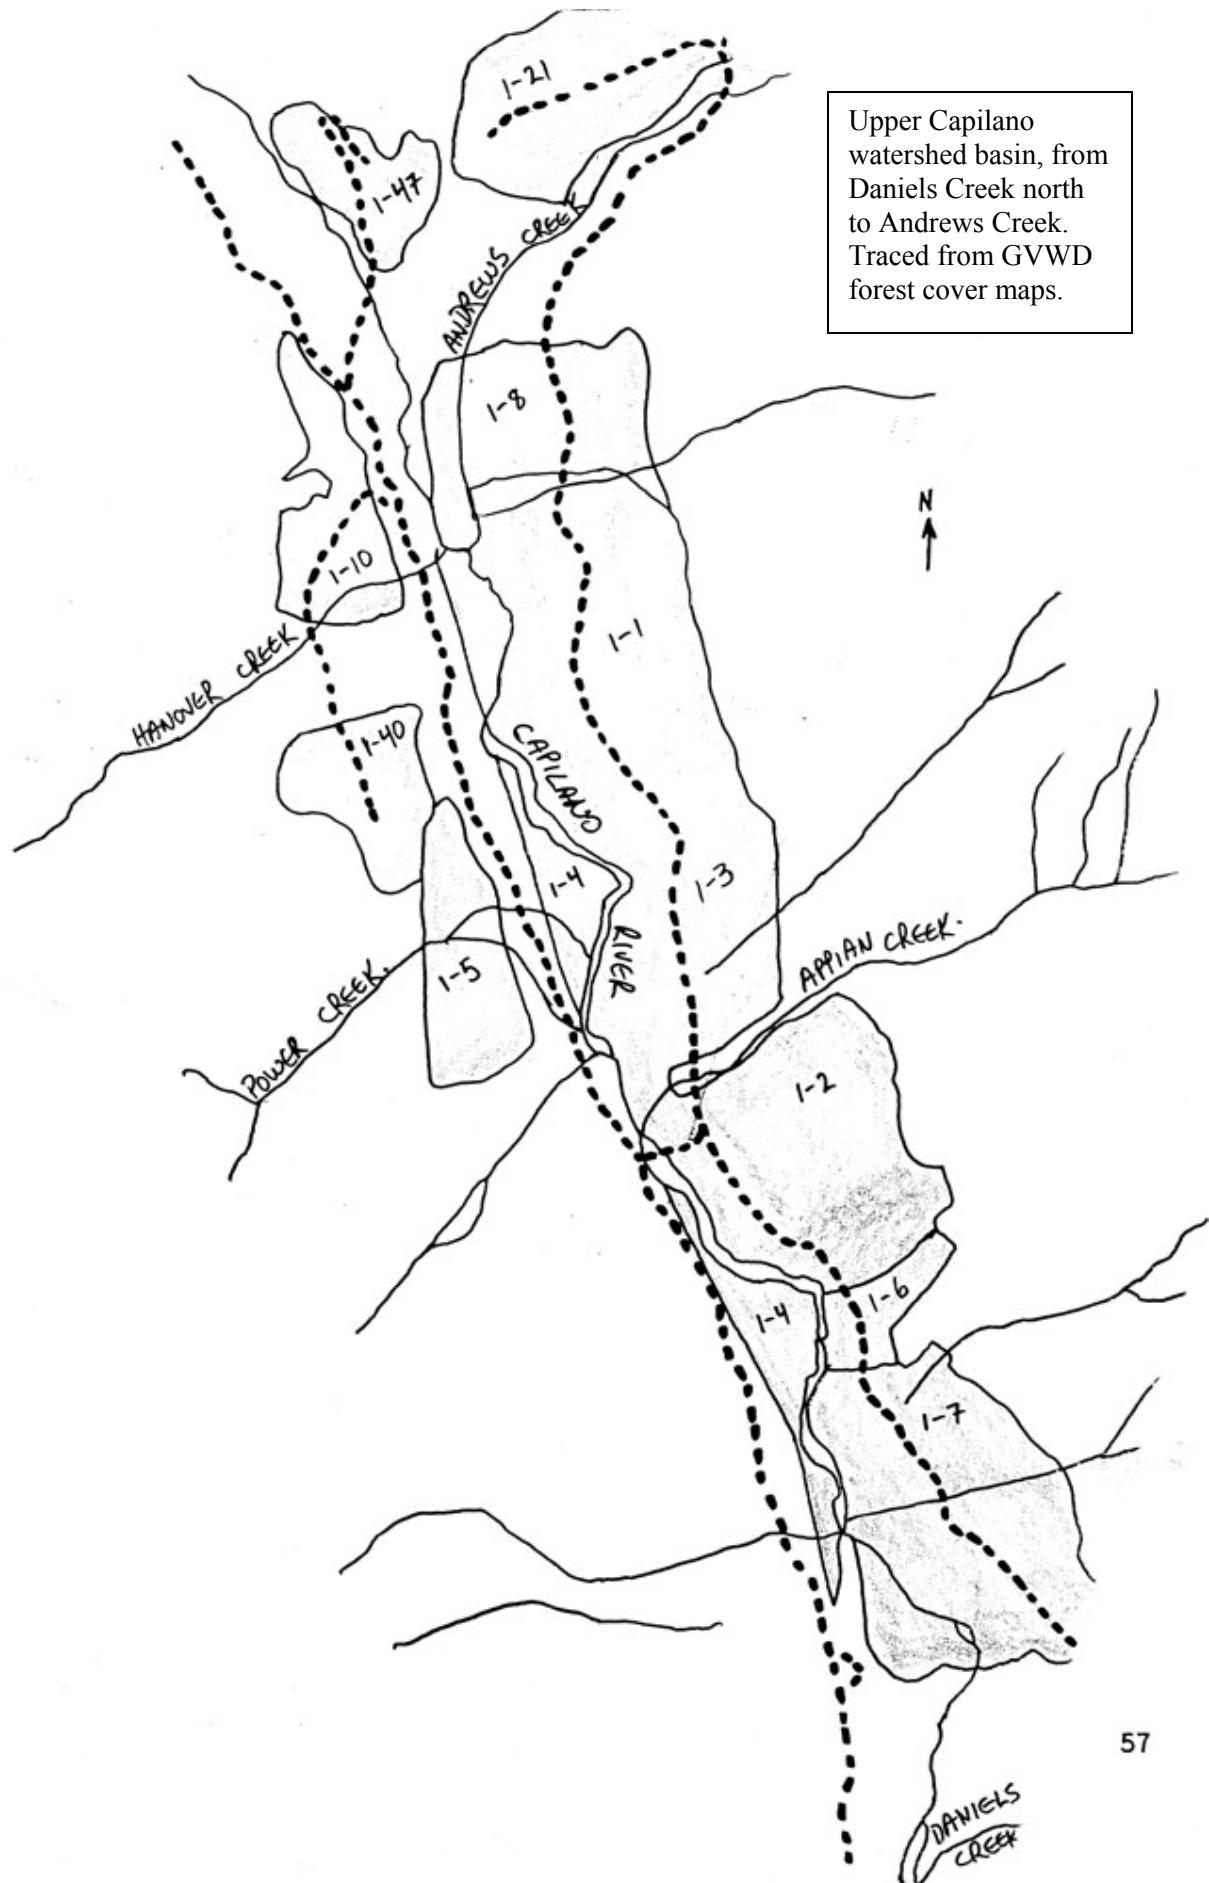 1-21
Upper Capilano
watershed basin, from
Daniels Creek north
to Andrews Creek.
Traced from GVWD
forest cover maps.
1-47
ANDREWS CREEK
1-8
N
1-10
1-1
HANOVER CREEK
1-40
CAPILANO
RIVER
1-4
1-3
APPIAN CREEK.
1-5
POWER CREEK.
1-2
1-6
1-4
1-7
57
DANIELS
CREEK